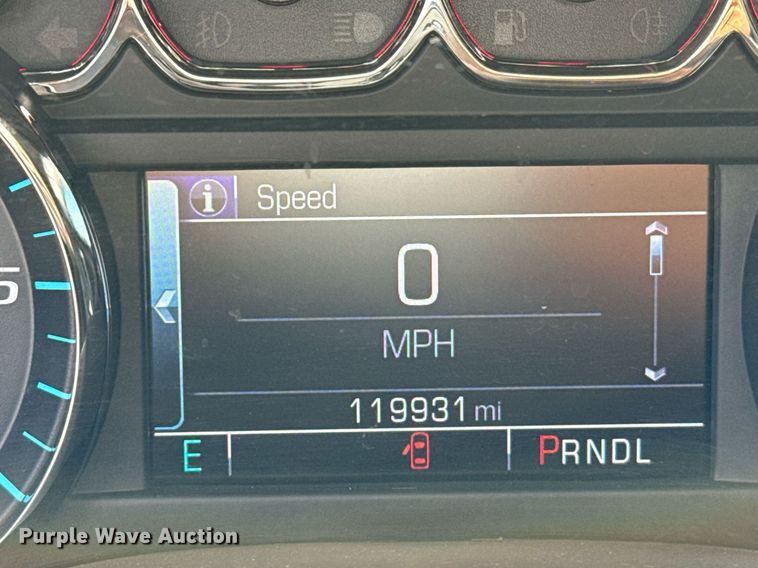 Speed
0
MPH
119931 mi
E
PRNDL
Purple Wave Auction